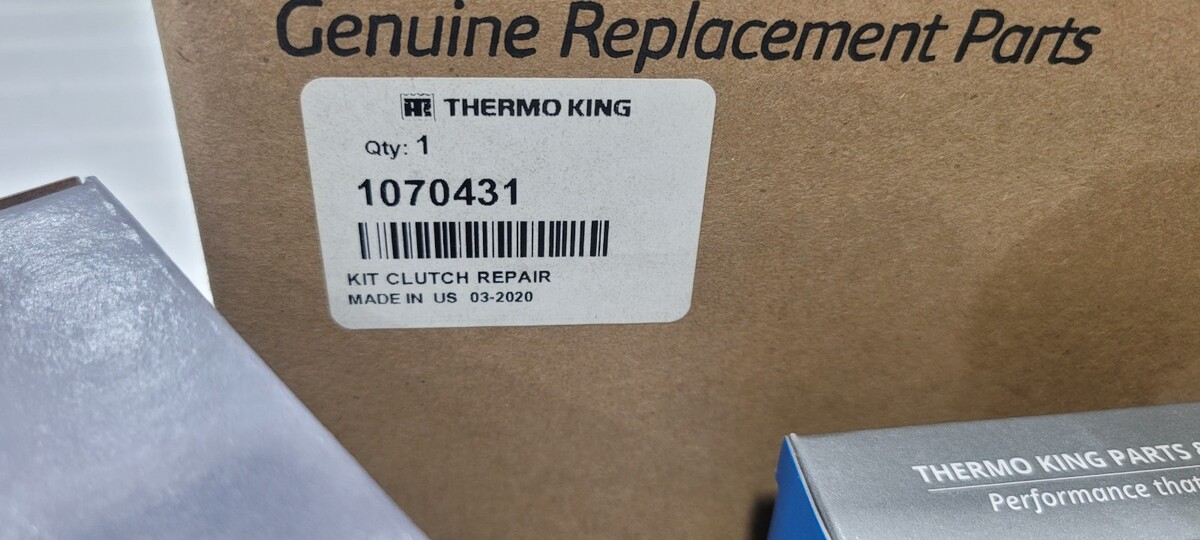 Genuine Replacement Parts
THERMO KING
Qty: 1
1070431
KIT CLUTCH REPAIR
MADE IN US 03-2020
THERMO KING PARTS &
Performance that